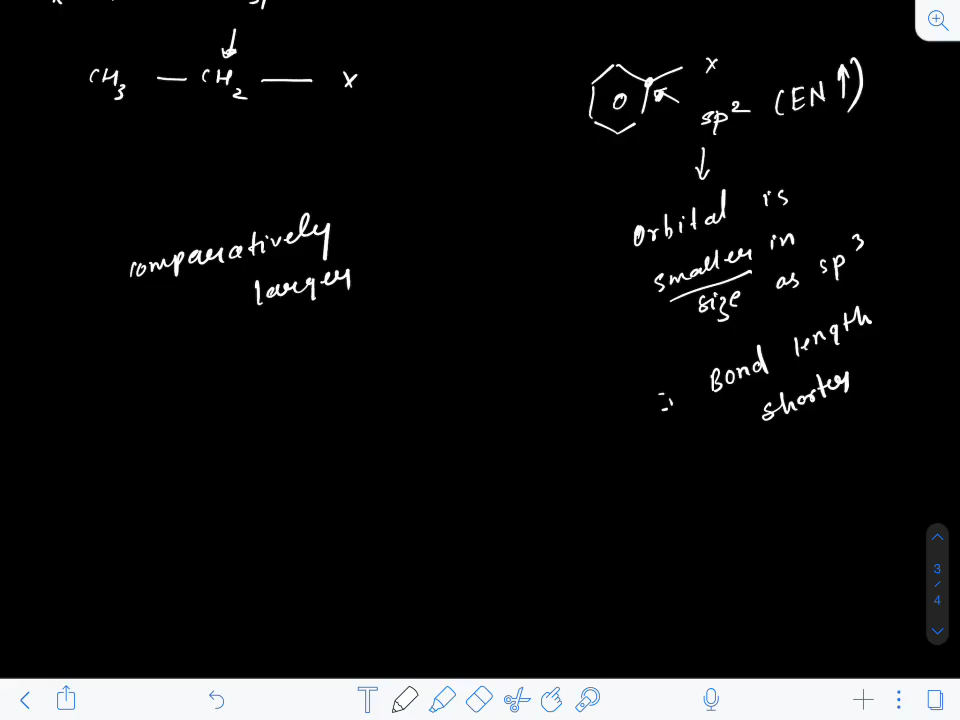 CH3 — CH2 — X
X
sp² (EN ↑)
↓
Orbital is
smaller in
size as sp³
comparatively
larger
∴ Bond length
shorter
3
/
4